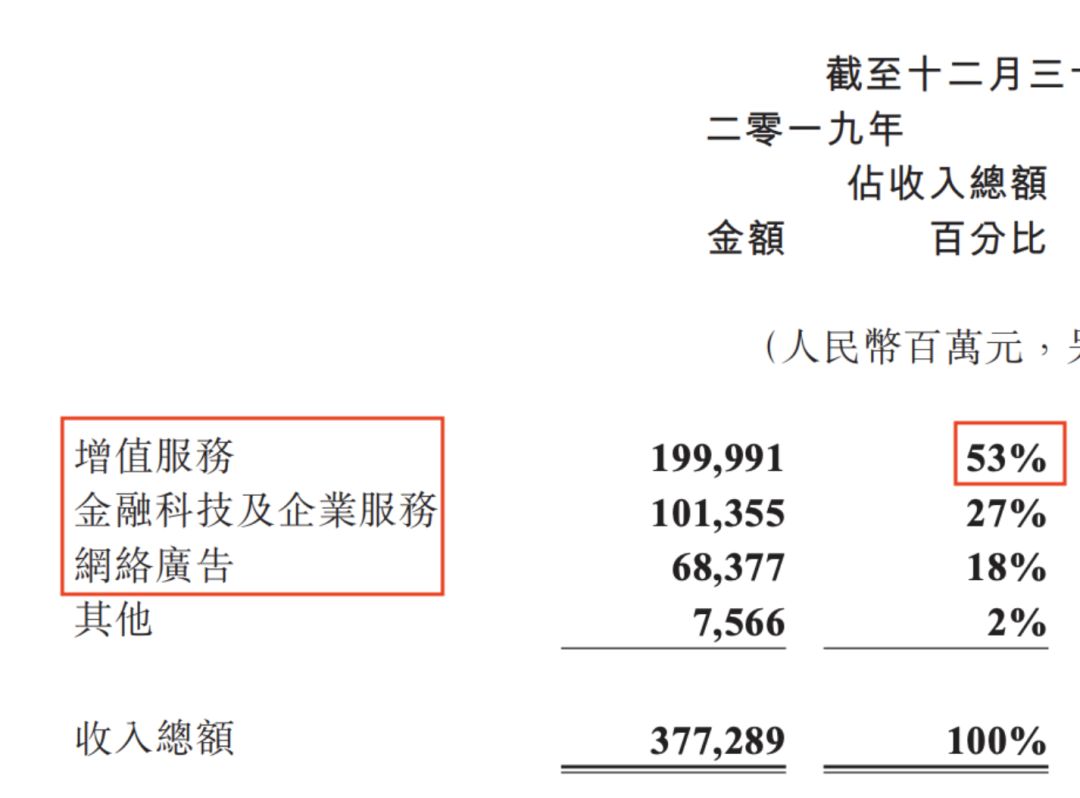 截至十二月三十
二零一九年
佔收入總額
金額 百分比
（人民幣百萬元，
增值服務 199,991 53%
金融科技及企業服務 101,355 27%
網絡廣告 68,377 18%
其他 7,566 2%
收入總額 377,289 100%